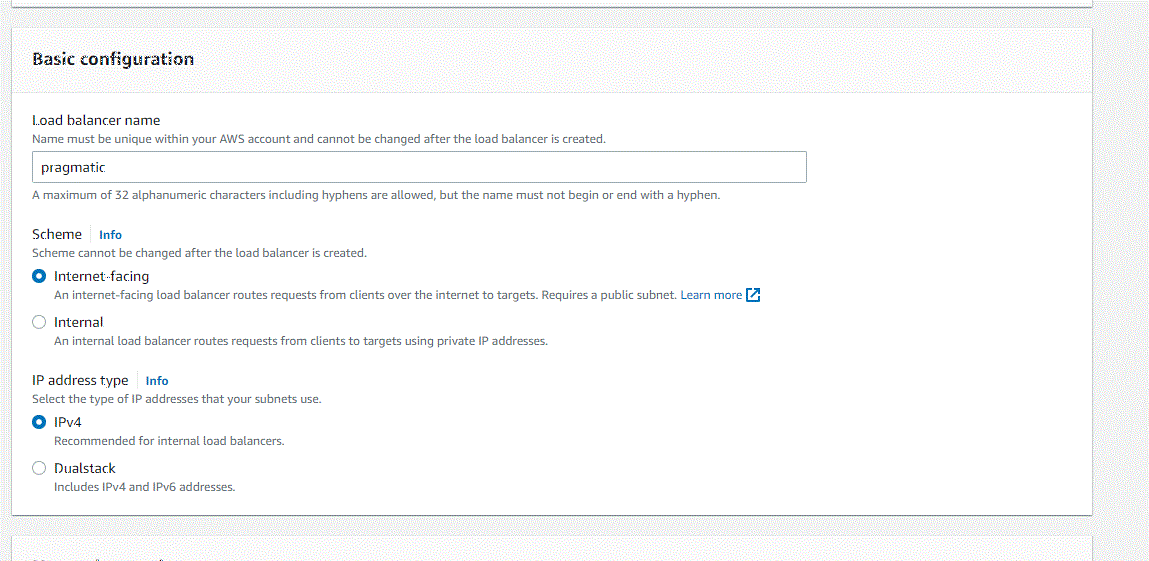 Basic configuration
Load balancer name
Name must be unique within your AWS account and cannot be changed after the load balancer is created.
pragmatic
A maximum of 32 alphanumeric characters including hyphens are allowed, but the name must not begin or end with a hyphen.
Scheme Info
Scheme cannot be changed after the load balancer is created.
Internet-facing
An internet-facing load balancer routes requests from clients over the internet to targets. Requires a public subnet. Learn more
Internal
An internal load balancer routes requests from clients to targets using private IP addresses.
IP address type Info
Select the type of IP addresses that your subnets use.
IPv4
Recommended for internal load balancers.
Dualstack
Includes IPv4 and IPv6 addresses.